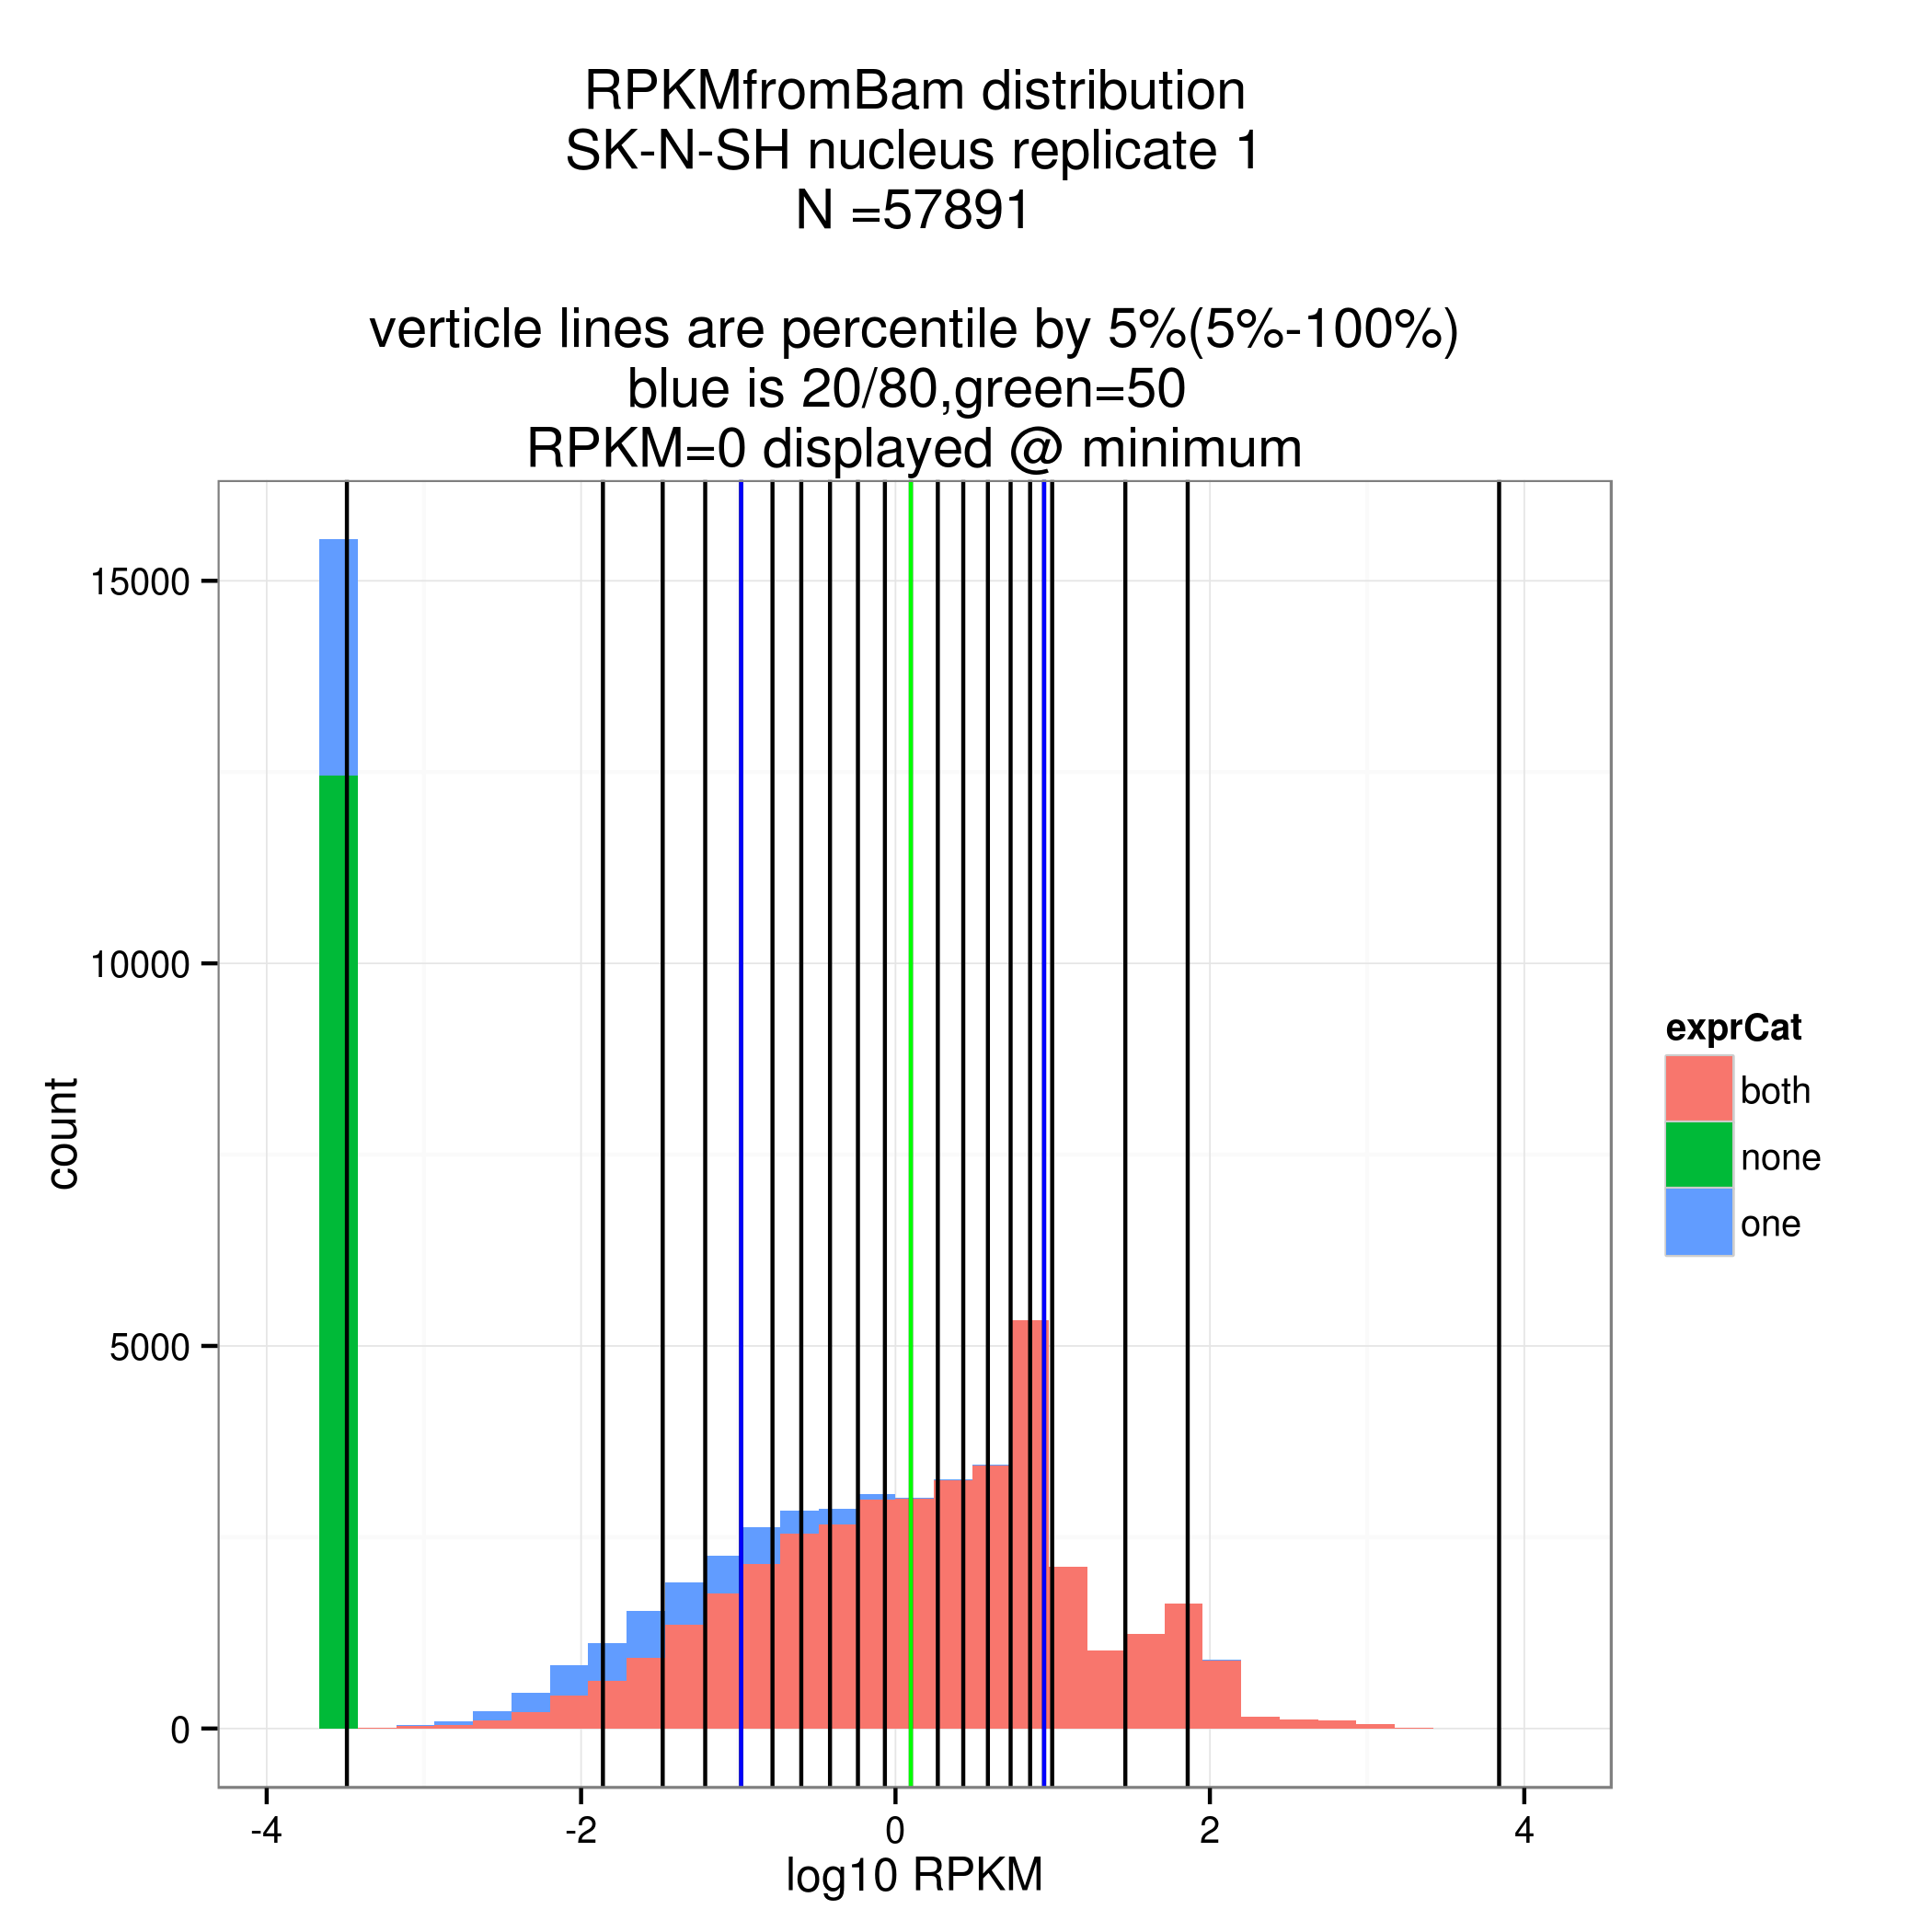 RPKMfromBam distribution
SK-N-SH nucleus replicate 1
N =57891
verticle lines are percentile by 5%(5%-100%)
blue is 20/80,green=50
RPKM=0 displayed @ minimum
15000
10000
5000
0
count
-4
-2
0
2
4
log10 RPKM
exprCat
both
none
one